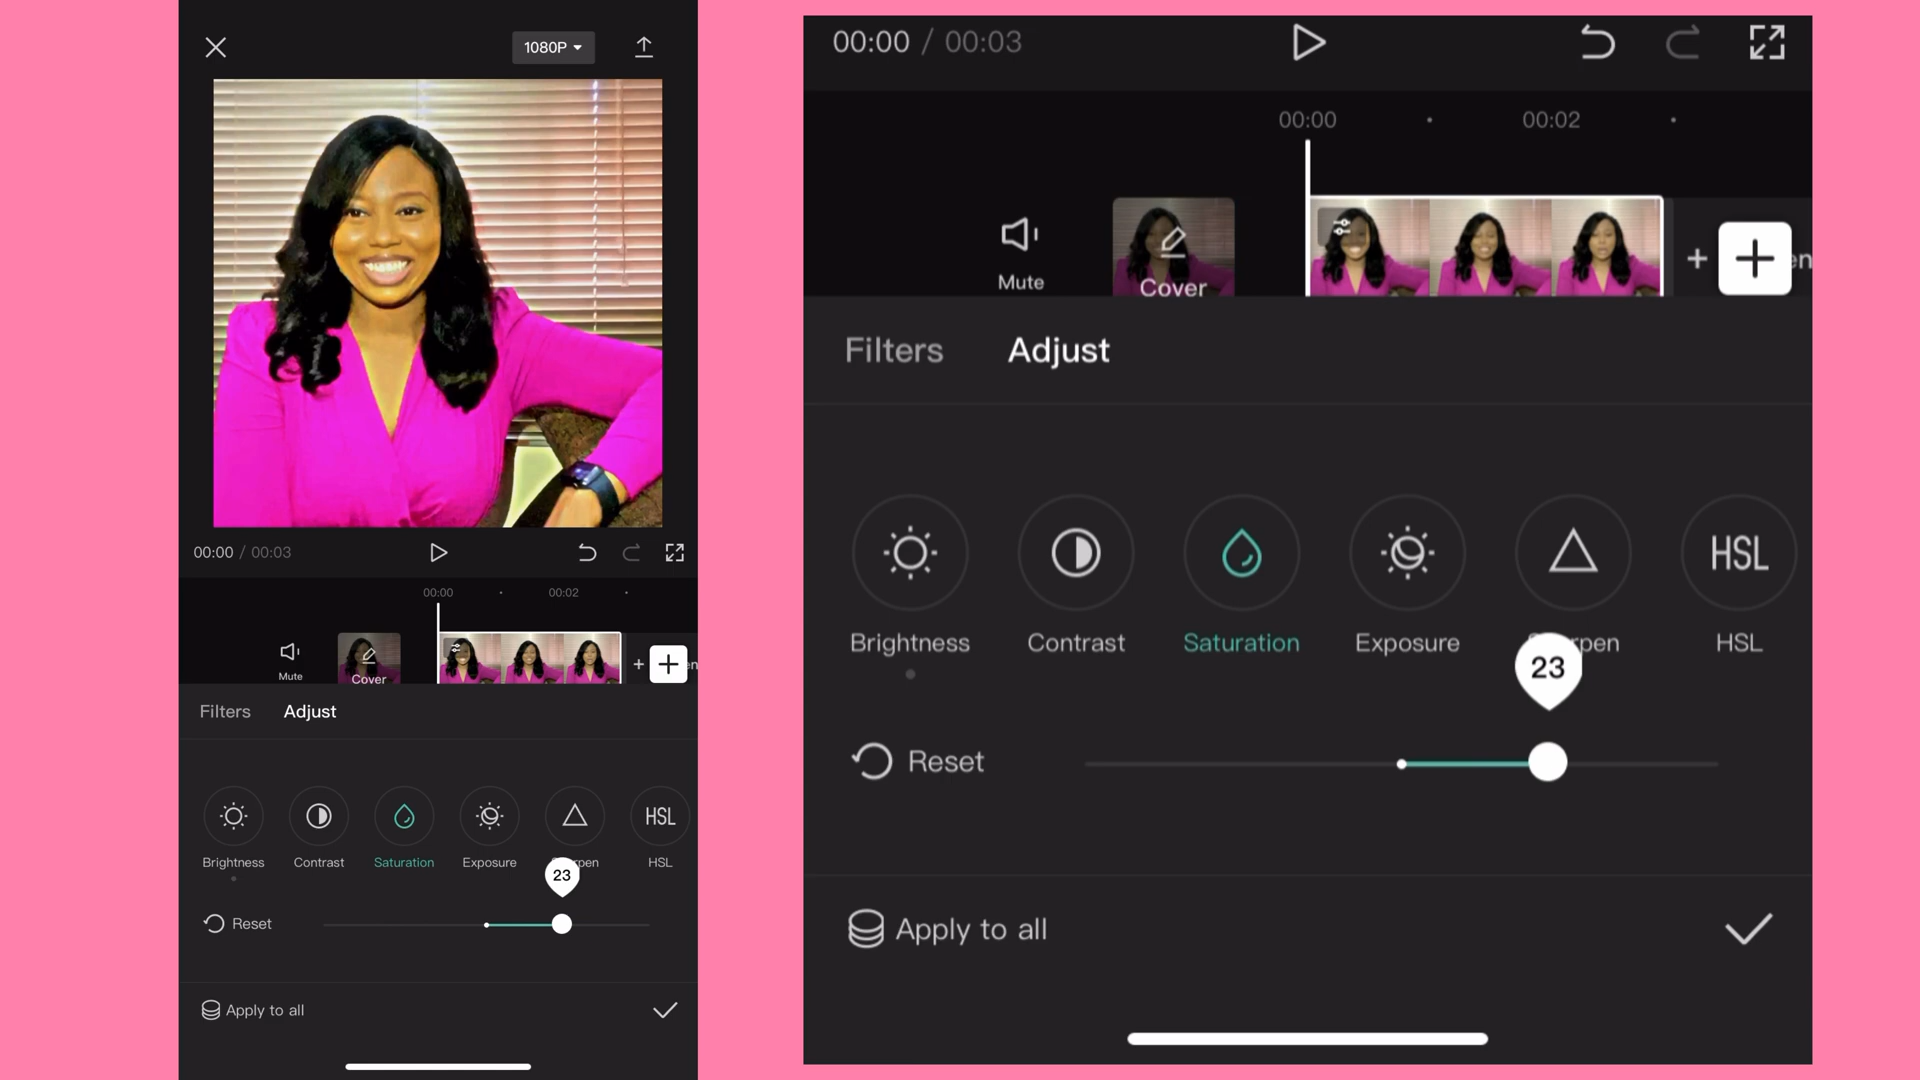 1080P
00:00 / 00:03
00:00
00:02
Mute
Cover
Filters
Adjust
Brightness
Contrast
Saturation
Exposure
HSL
HSL
23
Reset
Apply to all
00:00 / 00:03
00:00
00:02
Mute
Cover
Filters
Adjust
Brightness
Contrast
Saturation
Exposure
HSL
HSL
23
Reset
Apply to all